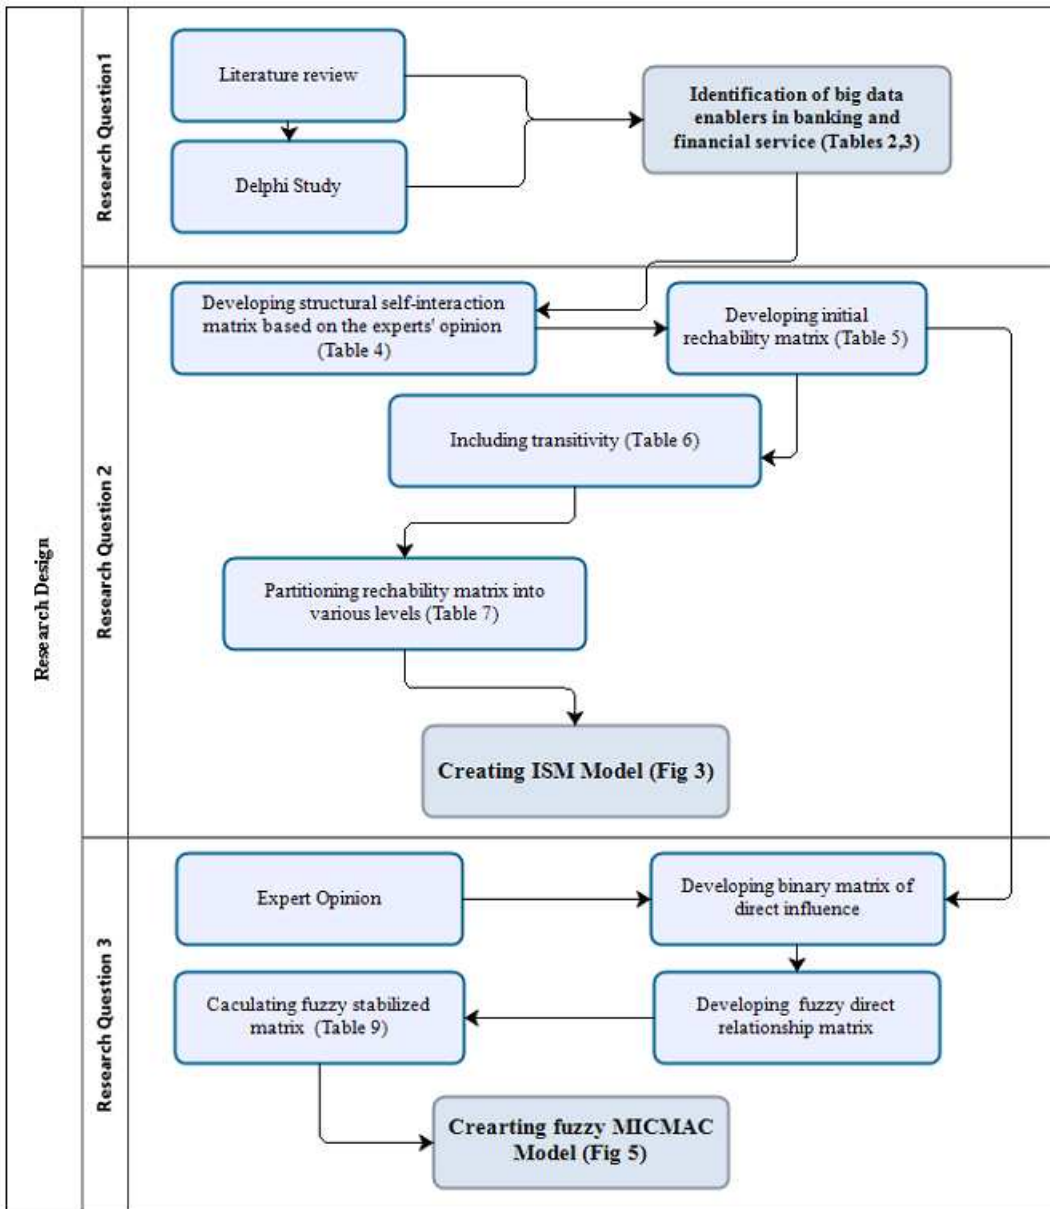 Research Design
Research Question 1
Literature review
Delphi Study
Identification of big data
enablers in banking and
financial service (Tables 2,3)
Research Question 2
Developing structural self-interaction
matrix based on the experts' opinion
(Table 4)
Developing initial
rechability matrix (Table 5)
Including transitivity (Table 6)
Partitioning rechability matrix into
various levels (Table 7)
Creating ISM Model (Fig 3)
Research Question 3
Expert Opinion
Developing binary matrix of
direct influence
Caculating fuzzy stabilized
matrix (Table 9)
Developing fuzzy direct
relationship matrix
Crearting fuzzy MICMAC
Model (Fig 5)